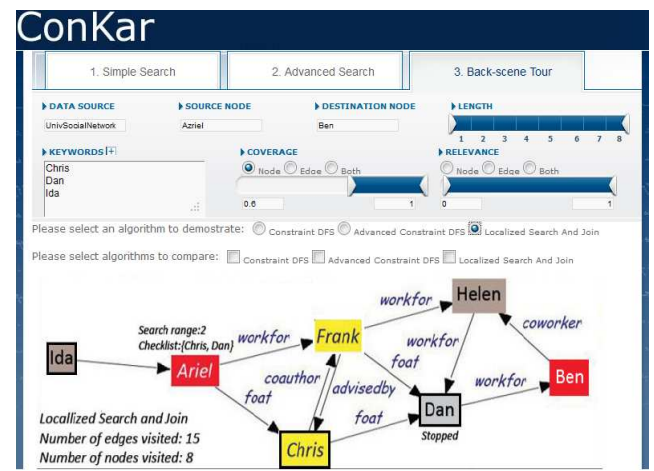 ConKar
1. Simple Search
2. Advanced Search
3. Back-scene Tour
DATA SOURCE
SOURCE NODE
DESTINATION NODE
LENGTH
UnivSocialNetwork
Azriel
Ben
1 2 3 4 5 6 7 8
KEYWORDS [+]
COVERAGE
RELEVANCE
Chris
Dan
Ida
Node Edge Both
Node Edge Both
0.6
1
0
1
Please select an algorithm to demostrate: Constraint DFS Advanced Constraint DFS Localized Search And Join
Please select algorithms to compare: Constraint DFS Advanced Constraint DFS Localized Search And Join
workfor
Helen
Search range:2
Checklist:{Chris, Dan}
workfor
Frank
workfor
coworker
Ida
Ariel
foaf
coauthor
advisedby
workfor
Ben
foaf
Dan
foaf
Stopped
Locallized Search and Join
Number of edges visited: 15
Number of nodes visited: 8
Chris